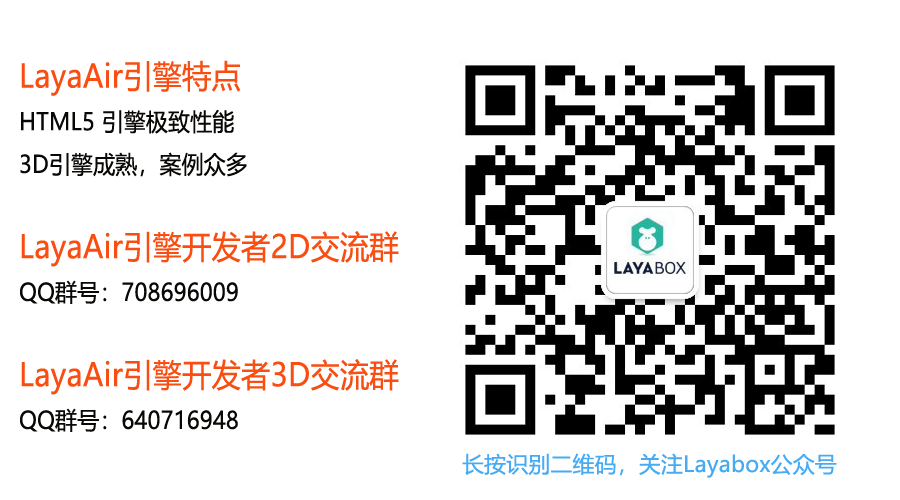 LayaAir引擎特点
HTML5 引擎极致性能
3D引擎成熟，案例众多
LayaAir引擎开发者2D交流群
QQ群号：708696009
LayaAir引擎开发者3D交流群
QQ群号：640716948
LAYABOX
长按识别二维码，关注Layabox公众号